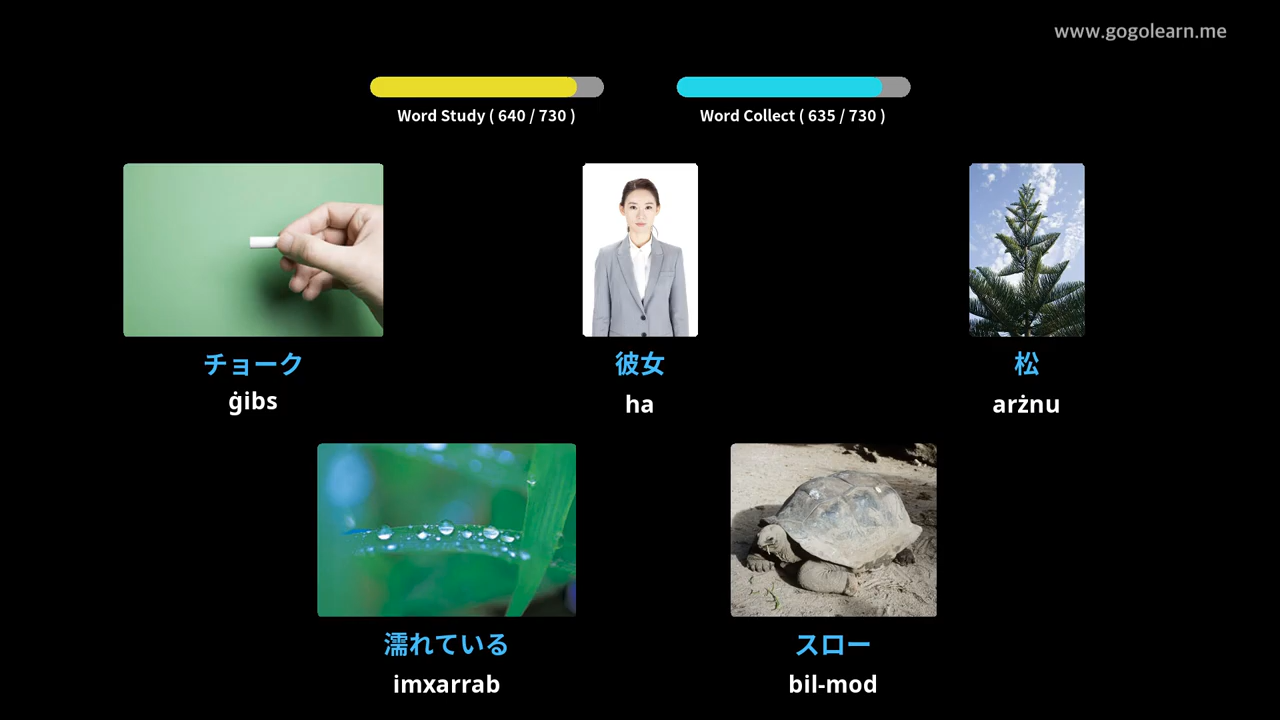 www.gogolearn.me
Word Study ( 640 / 730 )
Word Collect ( 635 / 730 )
チョーク
ġibs
彼女
ha
松
arżnu
濡れている
imxarrab
スロー
bil-mod